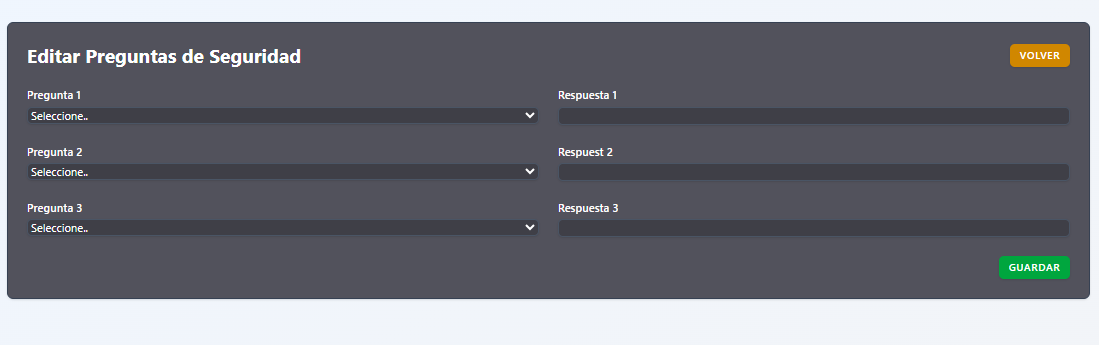 Editar Preguntas de Seguridad
VOLVER
Pregunta 1
Respuesta 1
Seleccione..
Pregunta 2
Respuest 2
Seleccione..
Pregunta 3
Respuesta 3
Seleccione..
GUARDAR